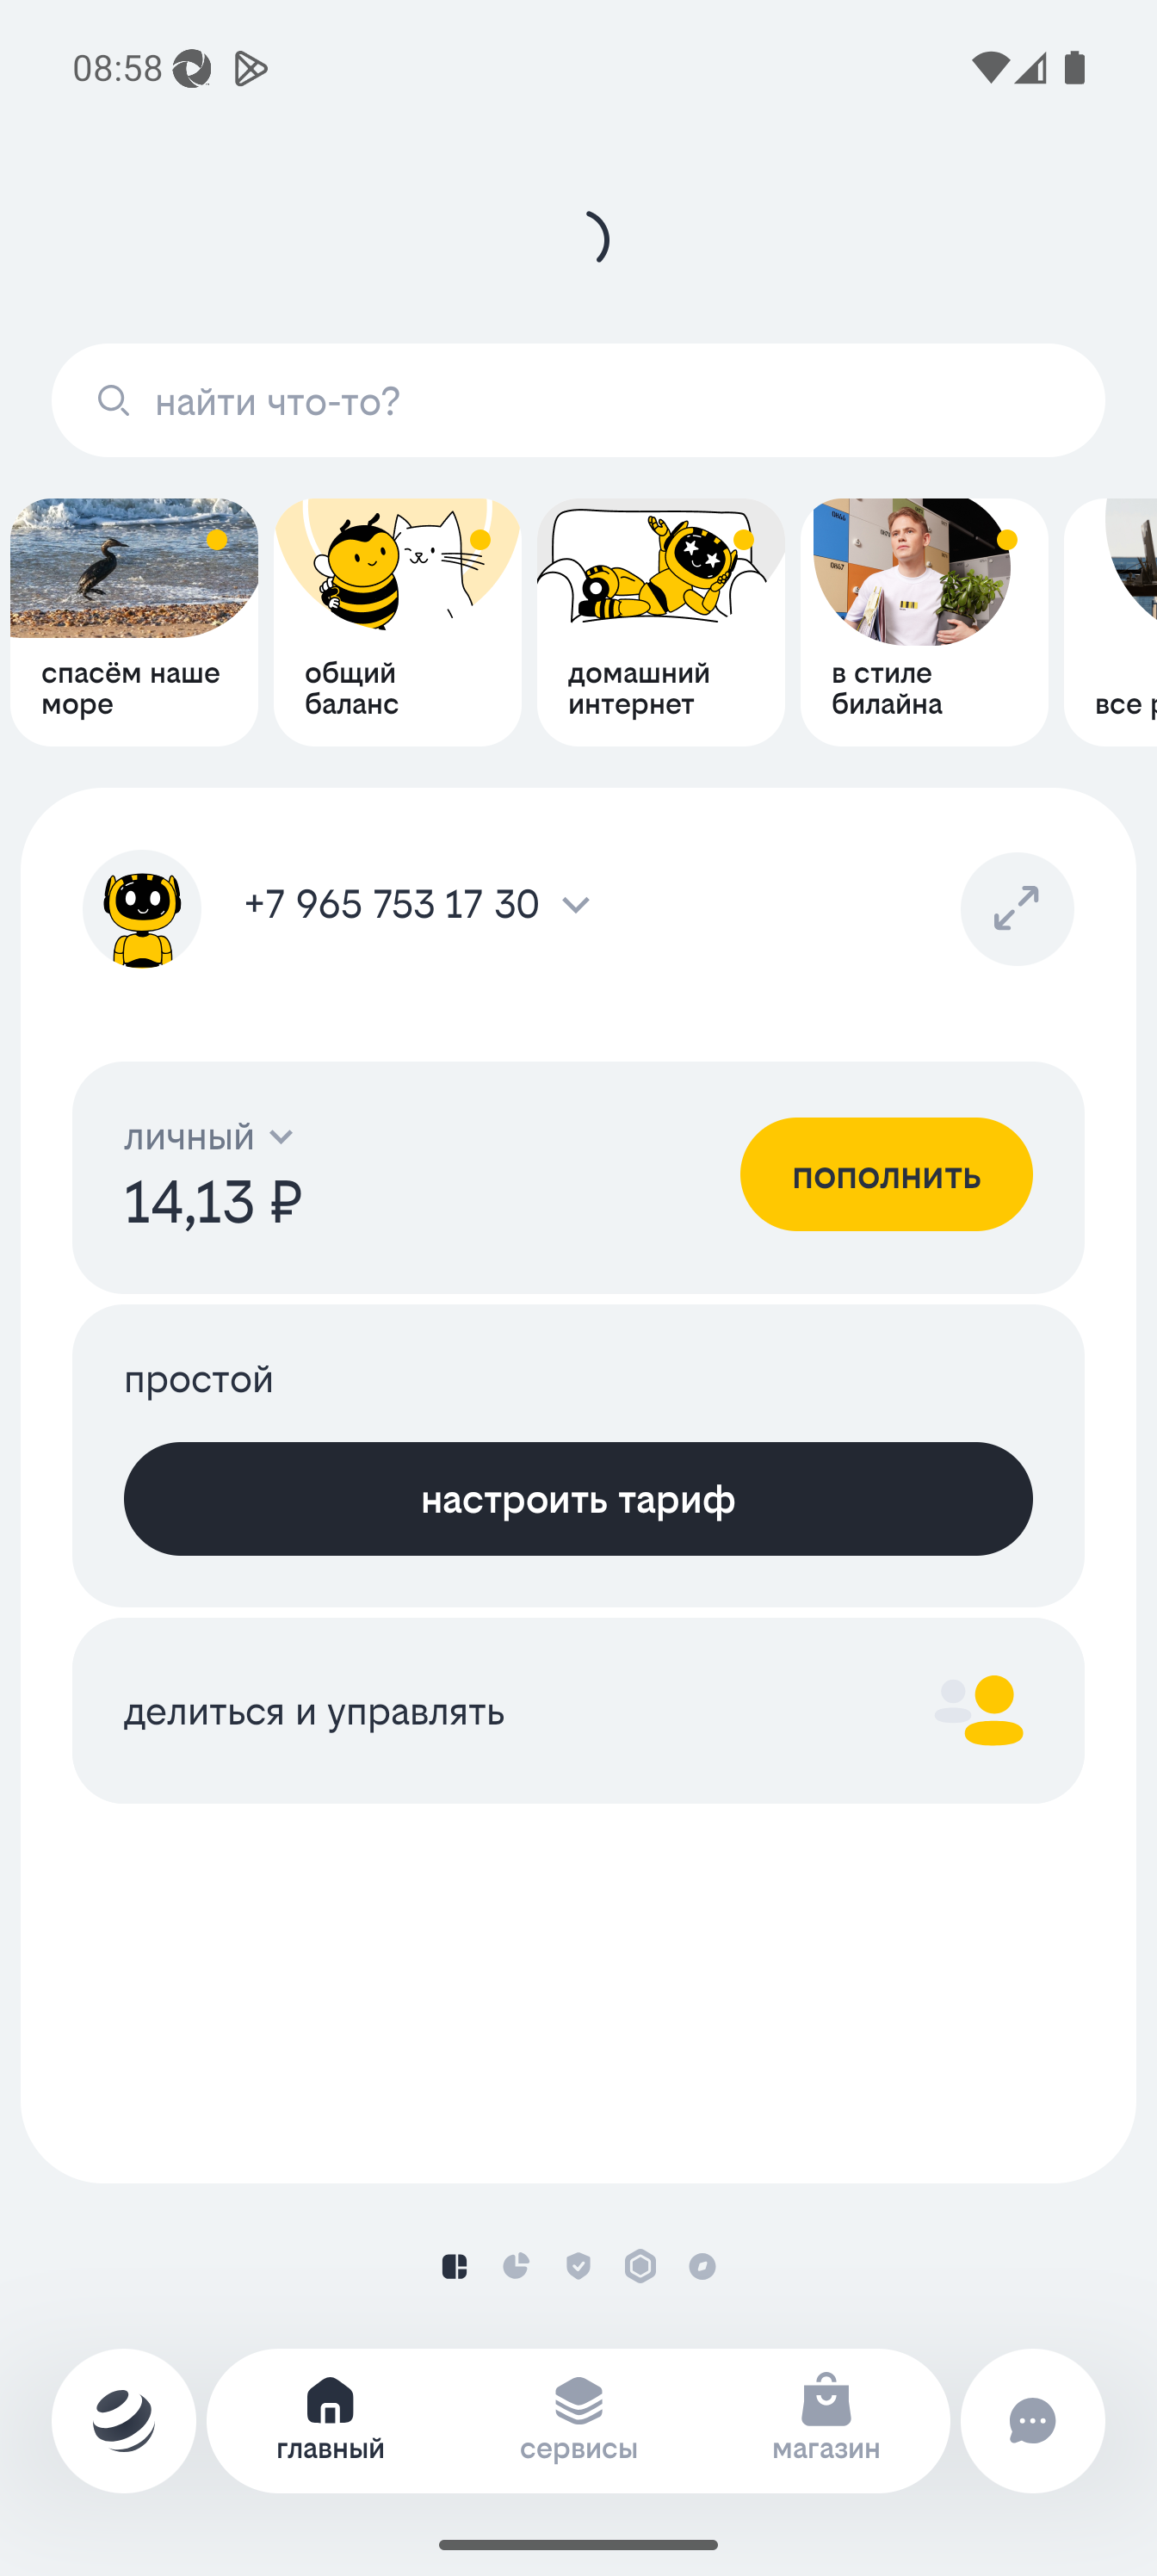 08:58
найти что-то?
спасём наше
море
общий
баланс
домашний
интернет
в стиле
билайна
все
+7 965 753 17 30
личный
14,13 ₽
пополнить
простой
настроить тариф
делиться и управлять
главный
сервисы
магазин